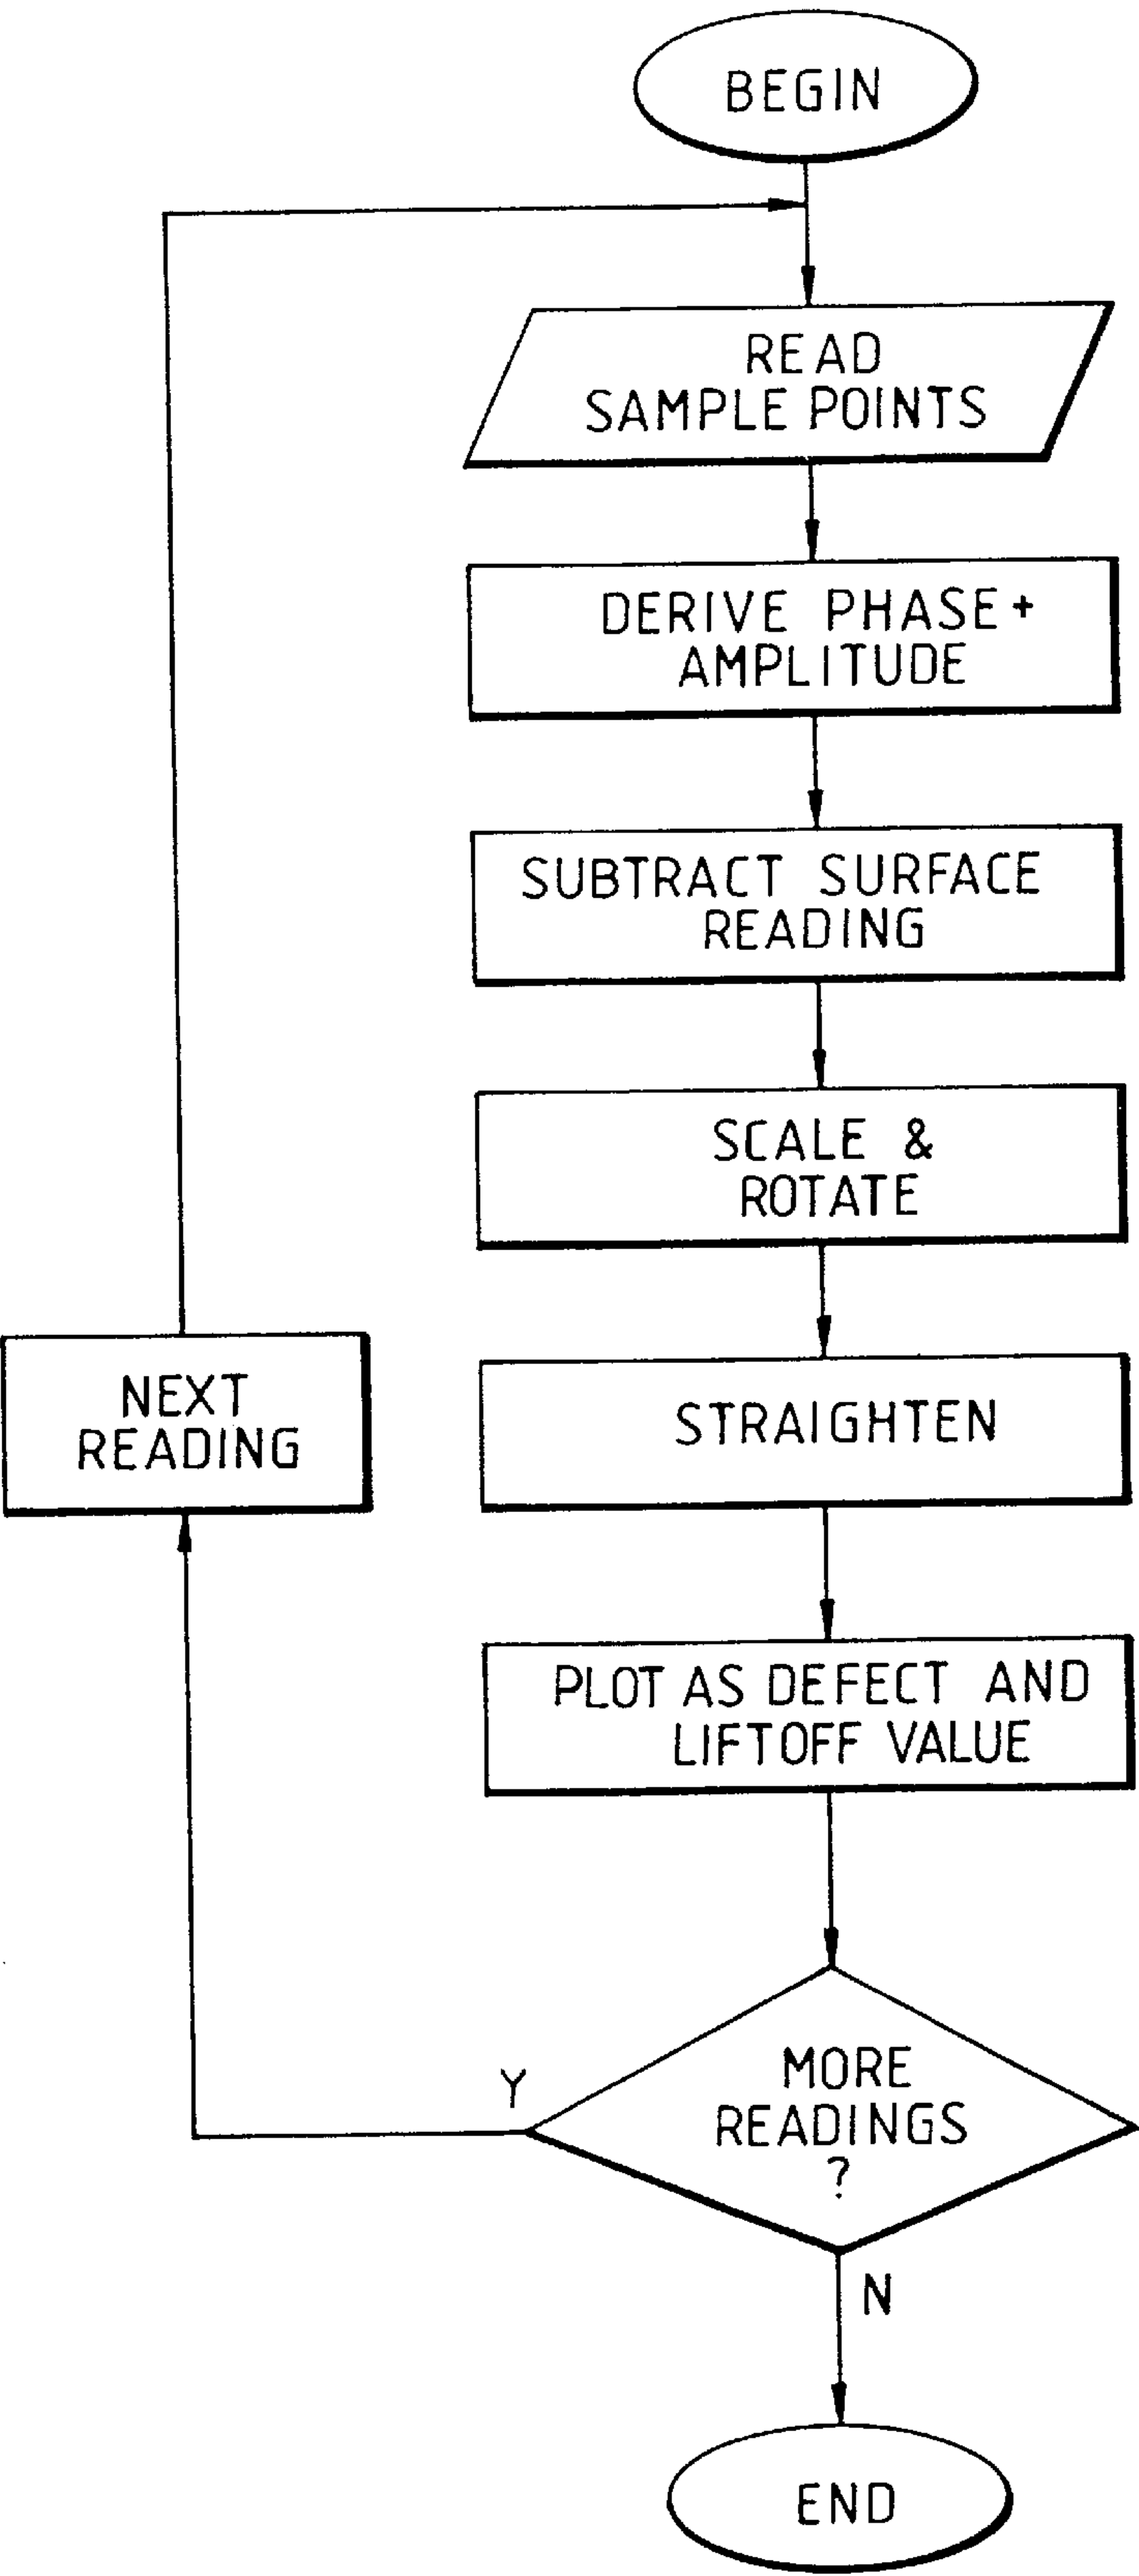 BEGIN
READ
SAMPLE POINTS
DERIVE PHASE +
AMPLITUDE
SUBTRACT SURFACE
READING
SCALE &
ROTATE
STRAIGHTEN
NEXT
READING
PLOT AS DEFECT AND
LIFTOFF VALUE
MORE
READINGS
?
Y
N
END